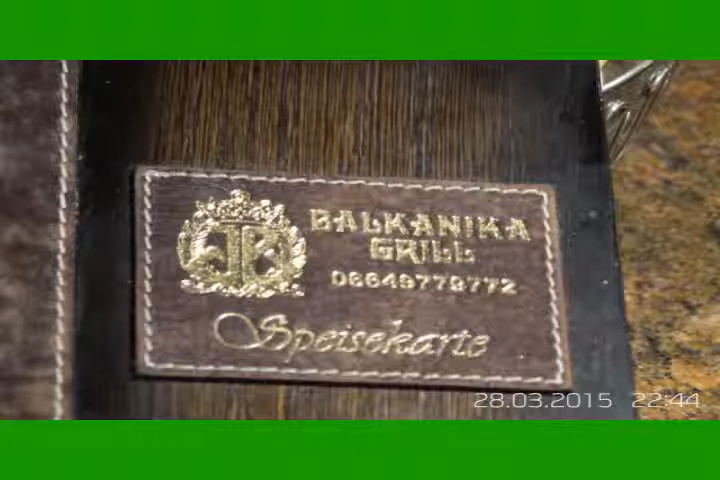 BALKANIKA
GRILL
06649779772
Speisekarte
28.03.2015 22:44